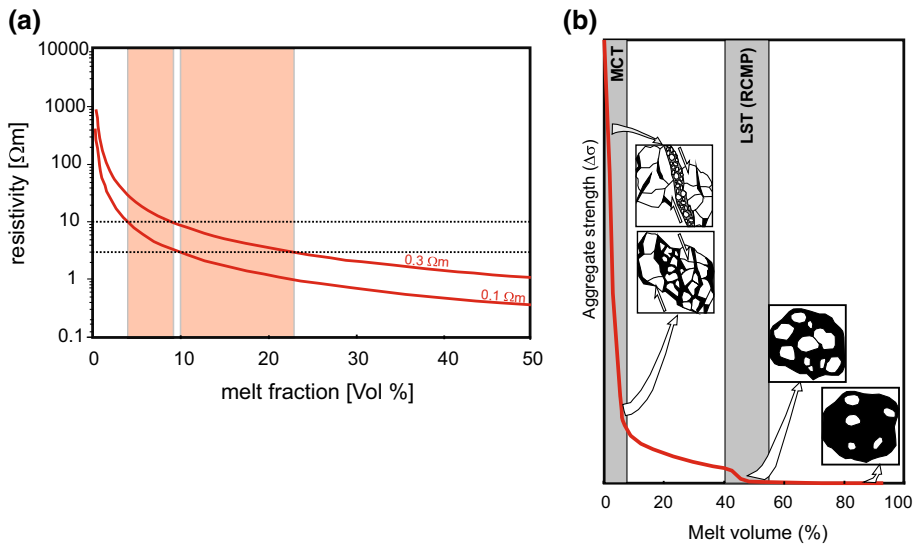 (a)
10000
1000
100
10
1
0.1
resistivity [Ωm]
0.3 Ωm
0.1 Ωm
0
10
20
30
40
50
melt fraction [Vol %]
(b)
MCT
LST (RCMP)
Aggregate strength (Δσ)
0
20
40
60
80
100
Melt volume (%)